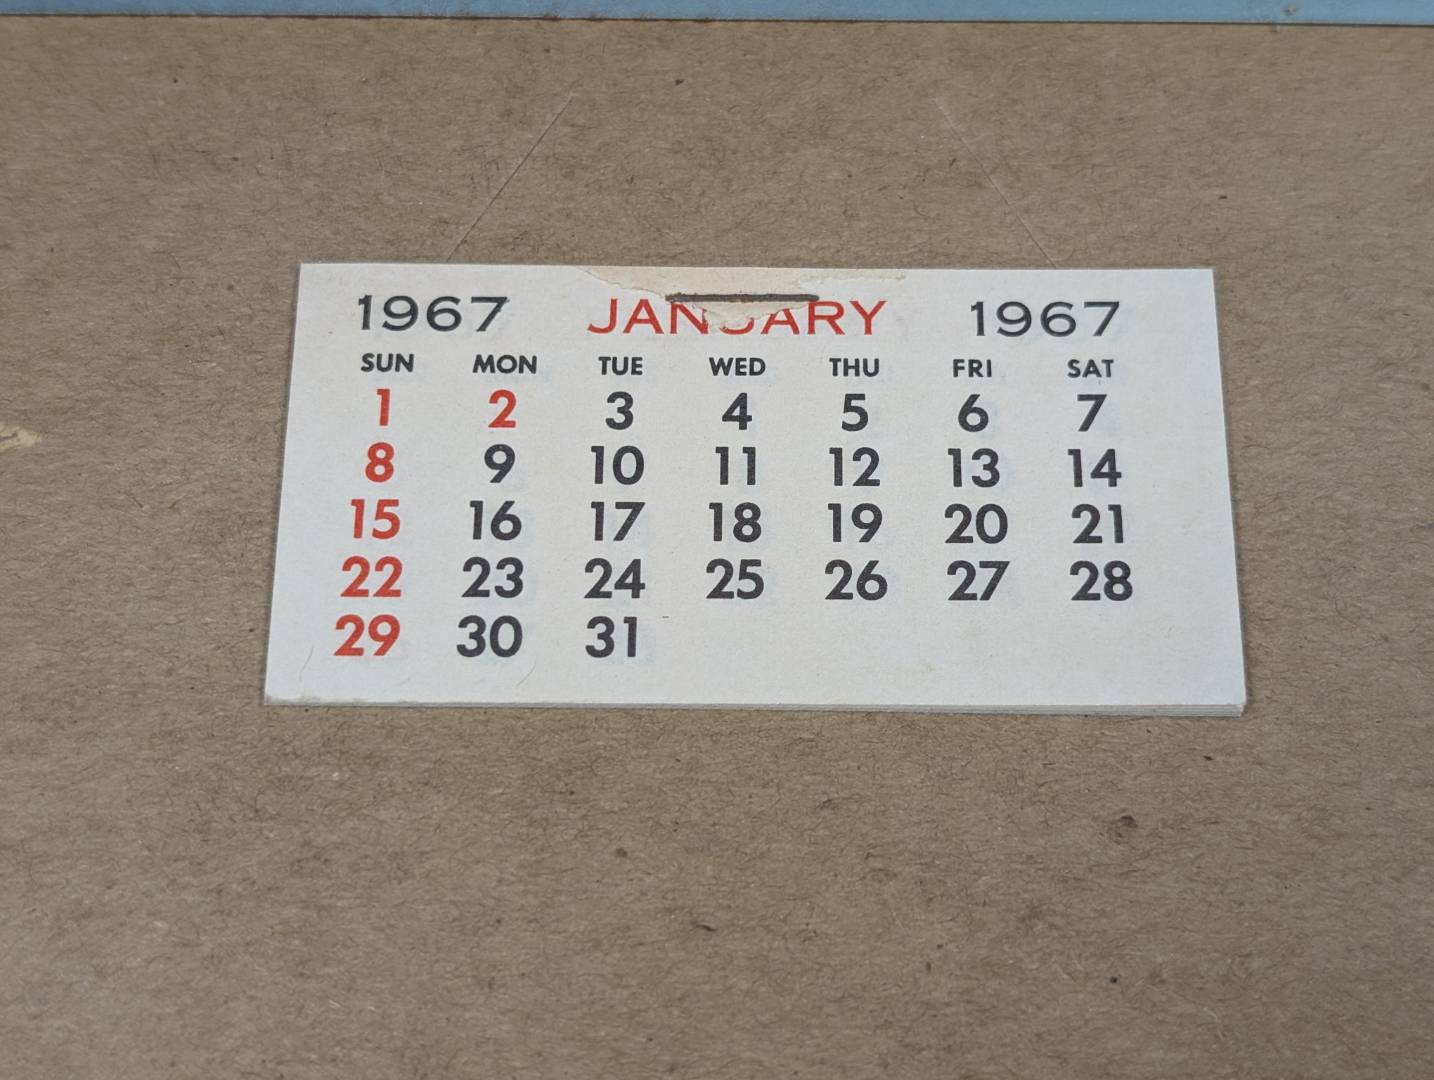 1967 JANUARY 1967
SUN MON TUE WED THU FRI SAT
1 2 3 4 5 6 7
8 9 10 11 12 13 14
15 16 17 18 19 20 21
22 23 24 25 26 27 28
29 30 31